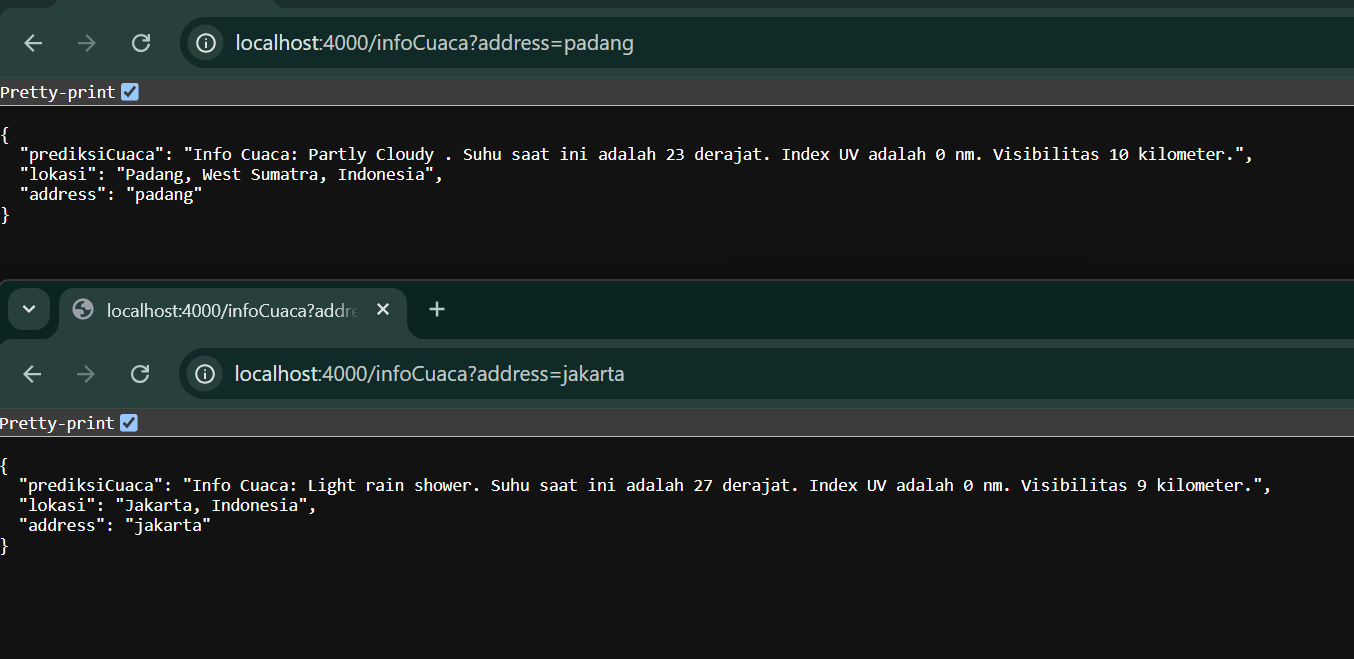 localhost:4000/infoCuaca?address=padang
Pretty-print
{
"prediksiCuaca": "Info Cuaca: Partly Cloudy . Suhu saat ini adalah 23 derajat. Index UV adalah 0 nm. Visibilitas 10 kilometer.",
"lokasi": "Padang, West Sumatra, Indonesia",
"address": "padang"
}
localhost:4000/infoCuaca?addre
localhost:4000/infoCuaca?address=jakarta
Pretty-print
{
"prediksiCuaca": "Info Cuaca: Light rain shower. Suhu saat ini adalah 27 derajat. Index UV adalah 0 nm. Visibilitas 9 kilometer.",
"lokasi": "Jakarta, Indonesia",
"address": "jakarta"
}